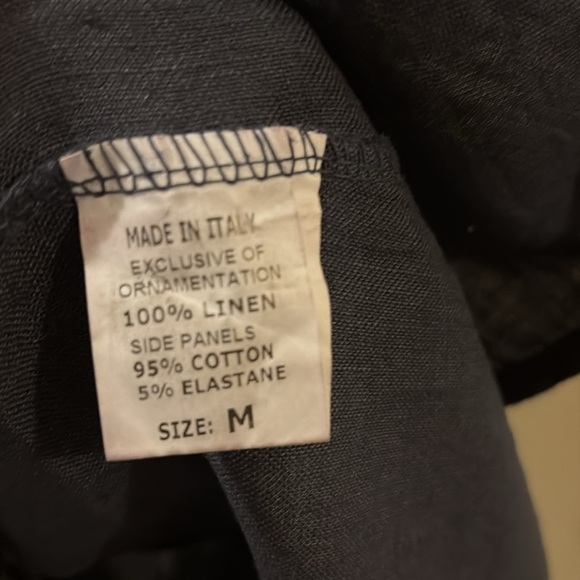 MADE IN ITALY
EXCLUSIVE OF
ORNAMENTATION
100% LINEN
SIDE PANELS
95% COTTON
5% ELASTANE
SIZE: M